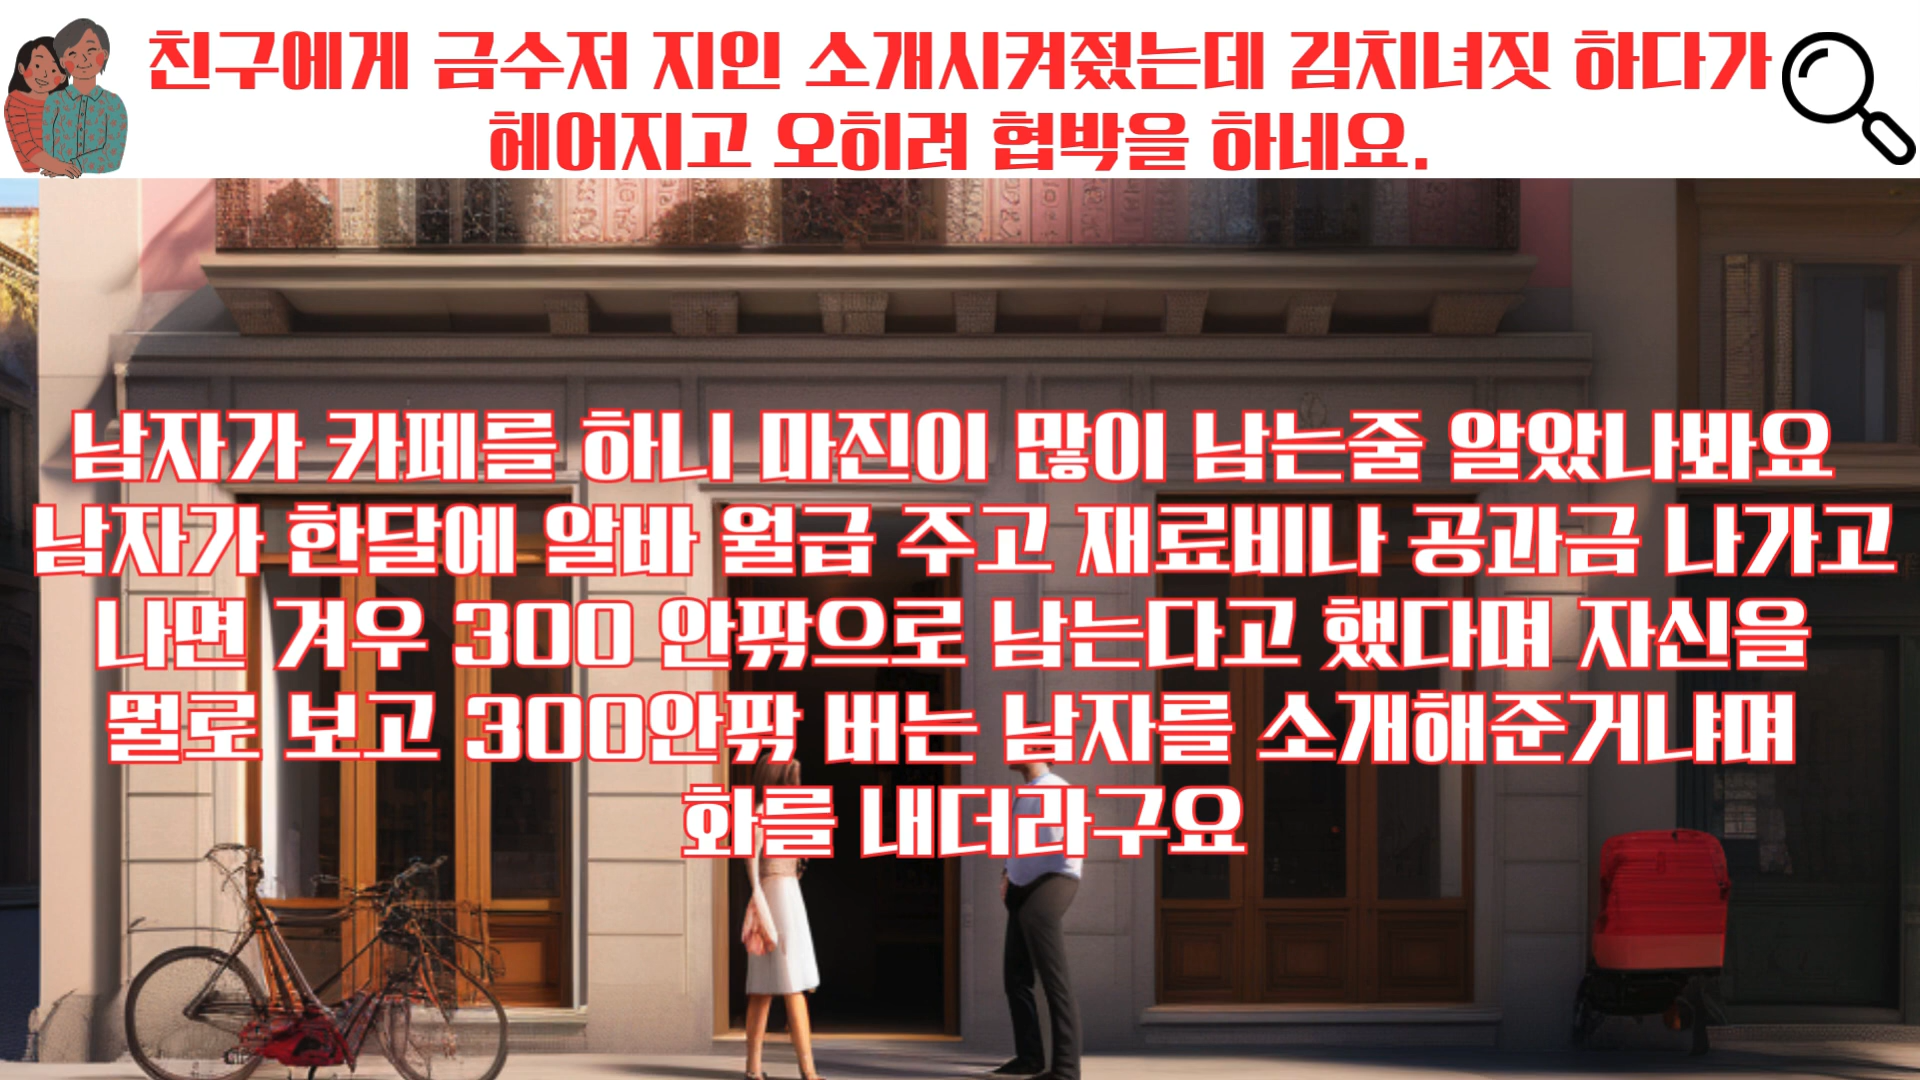 친구에게 금수저 지인 소개시켜줬는데 김치녀짓 하다가
헤어지고 오히려 협박을 하네요.
남자가 카페를 하니 마진이 많이 남는줄 알았나봐요
남자가 한달에 알바 월급 주고 재료비나 공과금 나가고
나면 겨우 300 안팎으로 남는다고 했다며 자신을
뭘로 보고 300안팎 버는 남자를 소개해준거냐며
화를 내더라구요